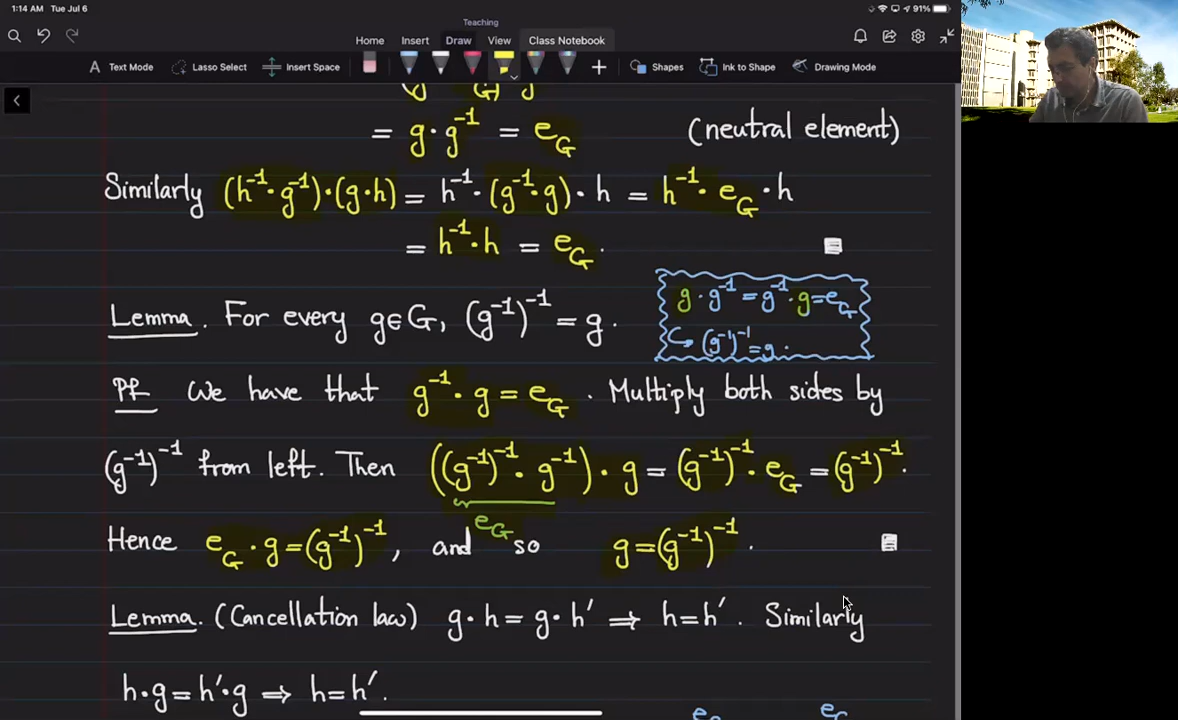 1:14 AM Tue Jul 6
91%
Teaching
Home Insert Draw View Class Notebook
Text Mode Lasso Select Insert Space Shapes Ink to Shape Drawing Mode
= g·g⁻¹ = e_G (neutral element)
Similarly (h⁻¹·g⁻¹)·(g·h) = h⁻¹·(g⁻¹·g)·h = h⁻¹·e_G·h
= h⁻¹·h = e_G.
Lemma. For every g∈G, (g⁻¹)⁻¹ = g.
g·g⁻¹ = g⁻¹·g = e_G
↪ (g⁻¹)⁻¹ = g.
Pf We have that g⁻¹·g = e_G. Multiply both sides by
(g⁻¹)⁻¹ from left. Then ((g⁻¹)⁻¹·g⁻¹)·g = (g⁻¹)⁻¹·e_G = (g⁻¹)⁻¹.
e_G
Hence e_G·g = (g⁻¹)⁻¹, and so g = (g⁻¹)⁻¹.
Lemma. (Cancellation law) g·h = g·h′ ⇒ h = h′. Similarly
h·g = h′·g ⇒ h = h′.